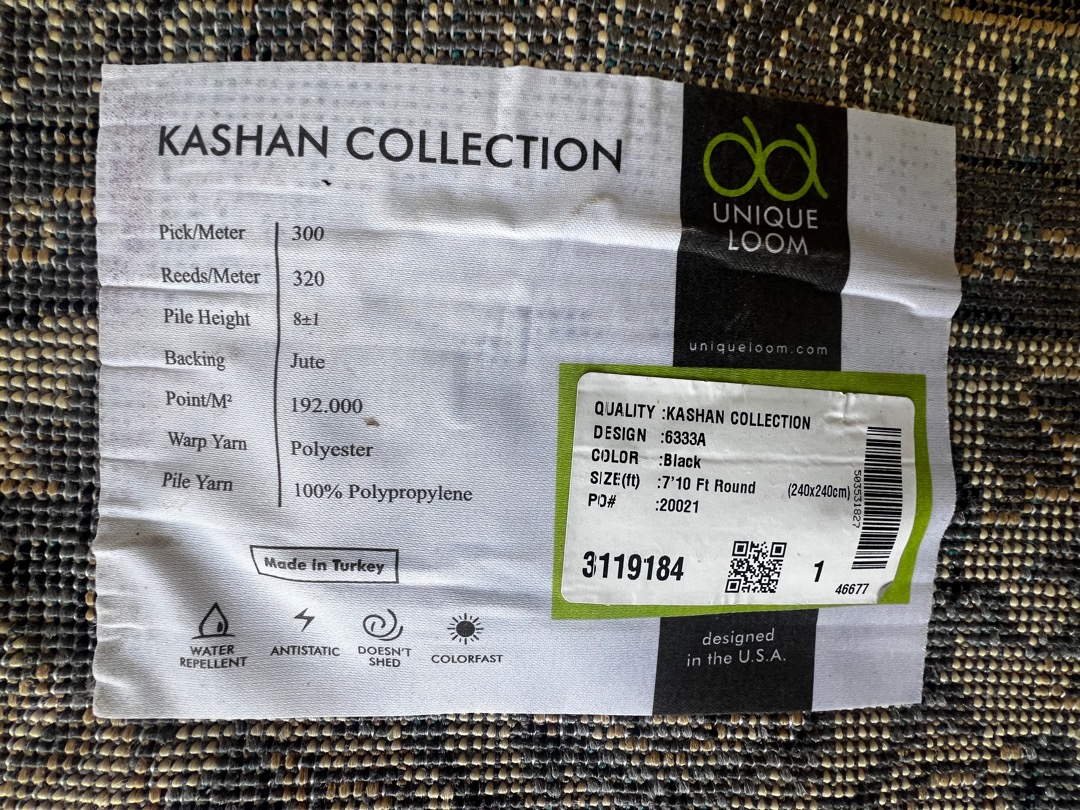 KASHAN COLLECTION
UNIQUE
LOOM
uniqueloom.com
Pick/Meter 300
Reeds/Meter 320
Pile Height 8±1
Backing Jute
Point/M² 192.000
Warp Yarn Polyester
Pile Yarn 100% Polypropylene
Made in Turkey
WATER
REPELLENT
ANTISTATIC
DOESN'T
SHED
COLORFAST
QUALITY :KASHAN COLLECTION
DESIGN :6333A
COLOR :Black
SIZE(ft) :7'10 Ft Round (240x240cm)
PO# :20021
3119184
1
46677
503531827
designed
in the U.S.A.